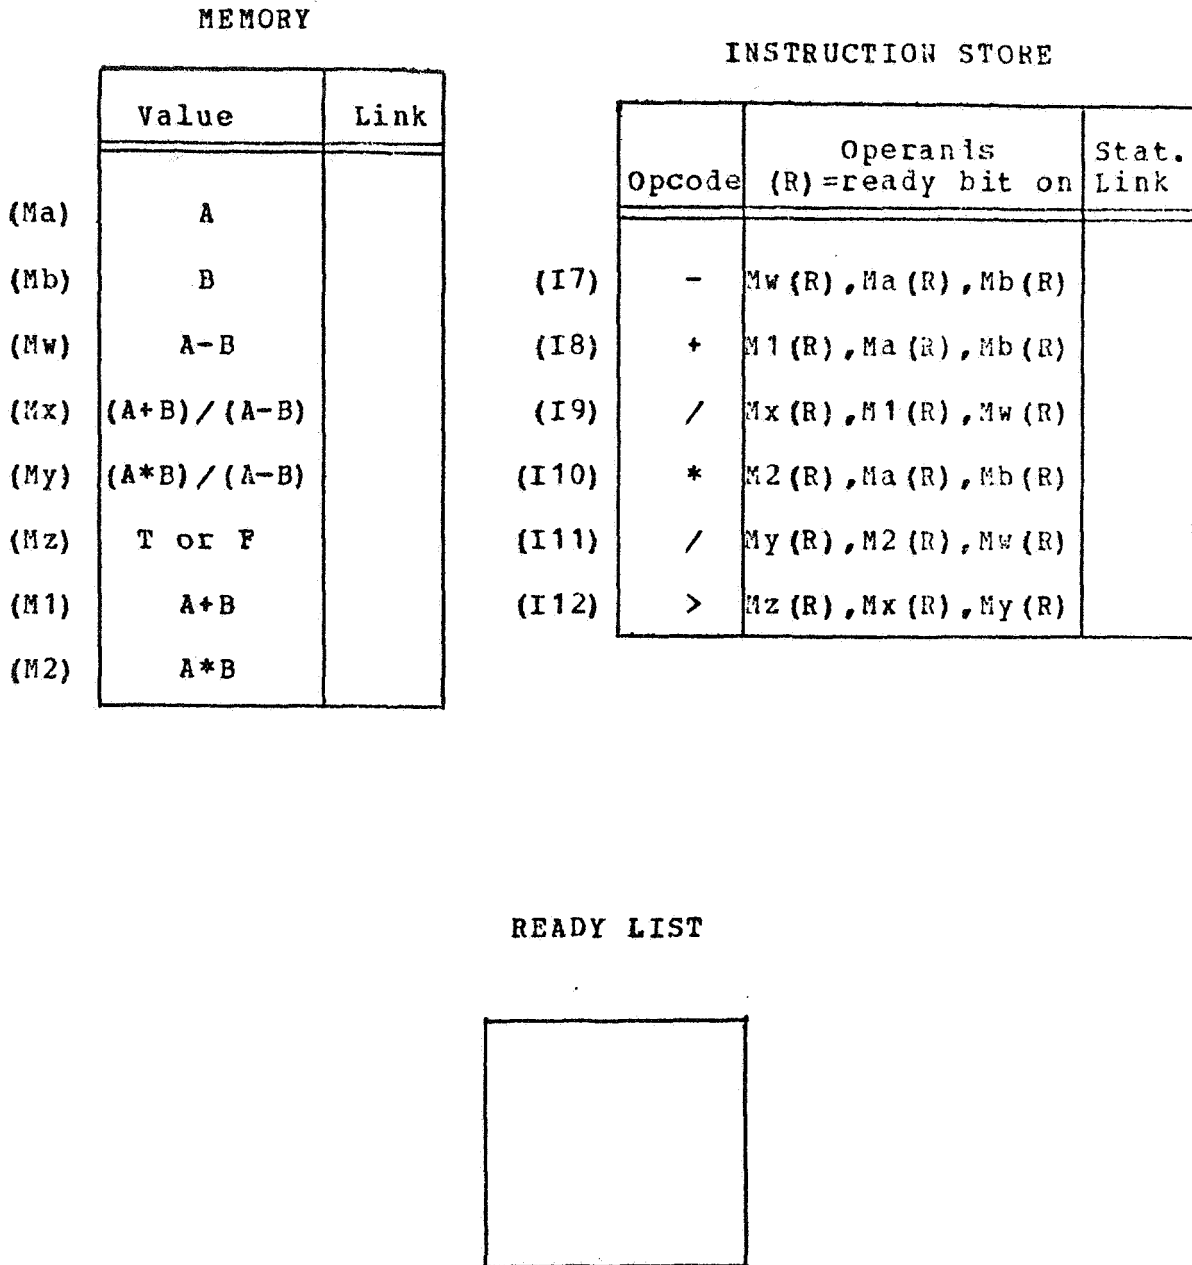 MEMORY
Value Link
(Ma) A
(Mb) B
(Mw) A-B
(Mx) (A+B)/(A-B)
(My) (A*B)/(A-B)
(Mz) T or F
(M1) A+B
(M2) A*B
INSTRUCTION STORE
Opcode Operanls (R)=ready bit on Stat. Link
(I7) - Mw(R),Ma(R),Mb(R)
(I8) + M1(R),Ma(R),Mb(R)
(I9) / Mx(R),M1(R),Mw(R)
(I10) * M2(R),Ma(R),Mb(R)
(I11) / My(R),M2(R),Mw(R)
(I12) > Mz(R),Mx(R),My(R)
READY LIST